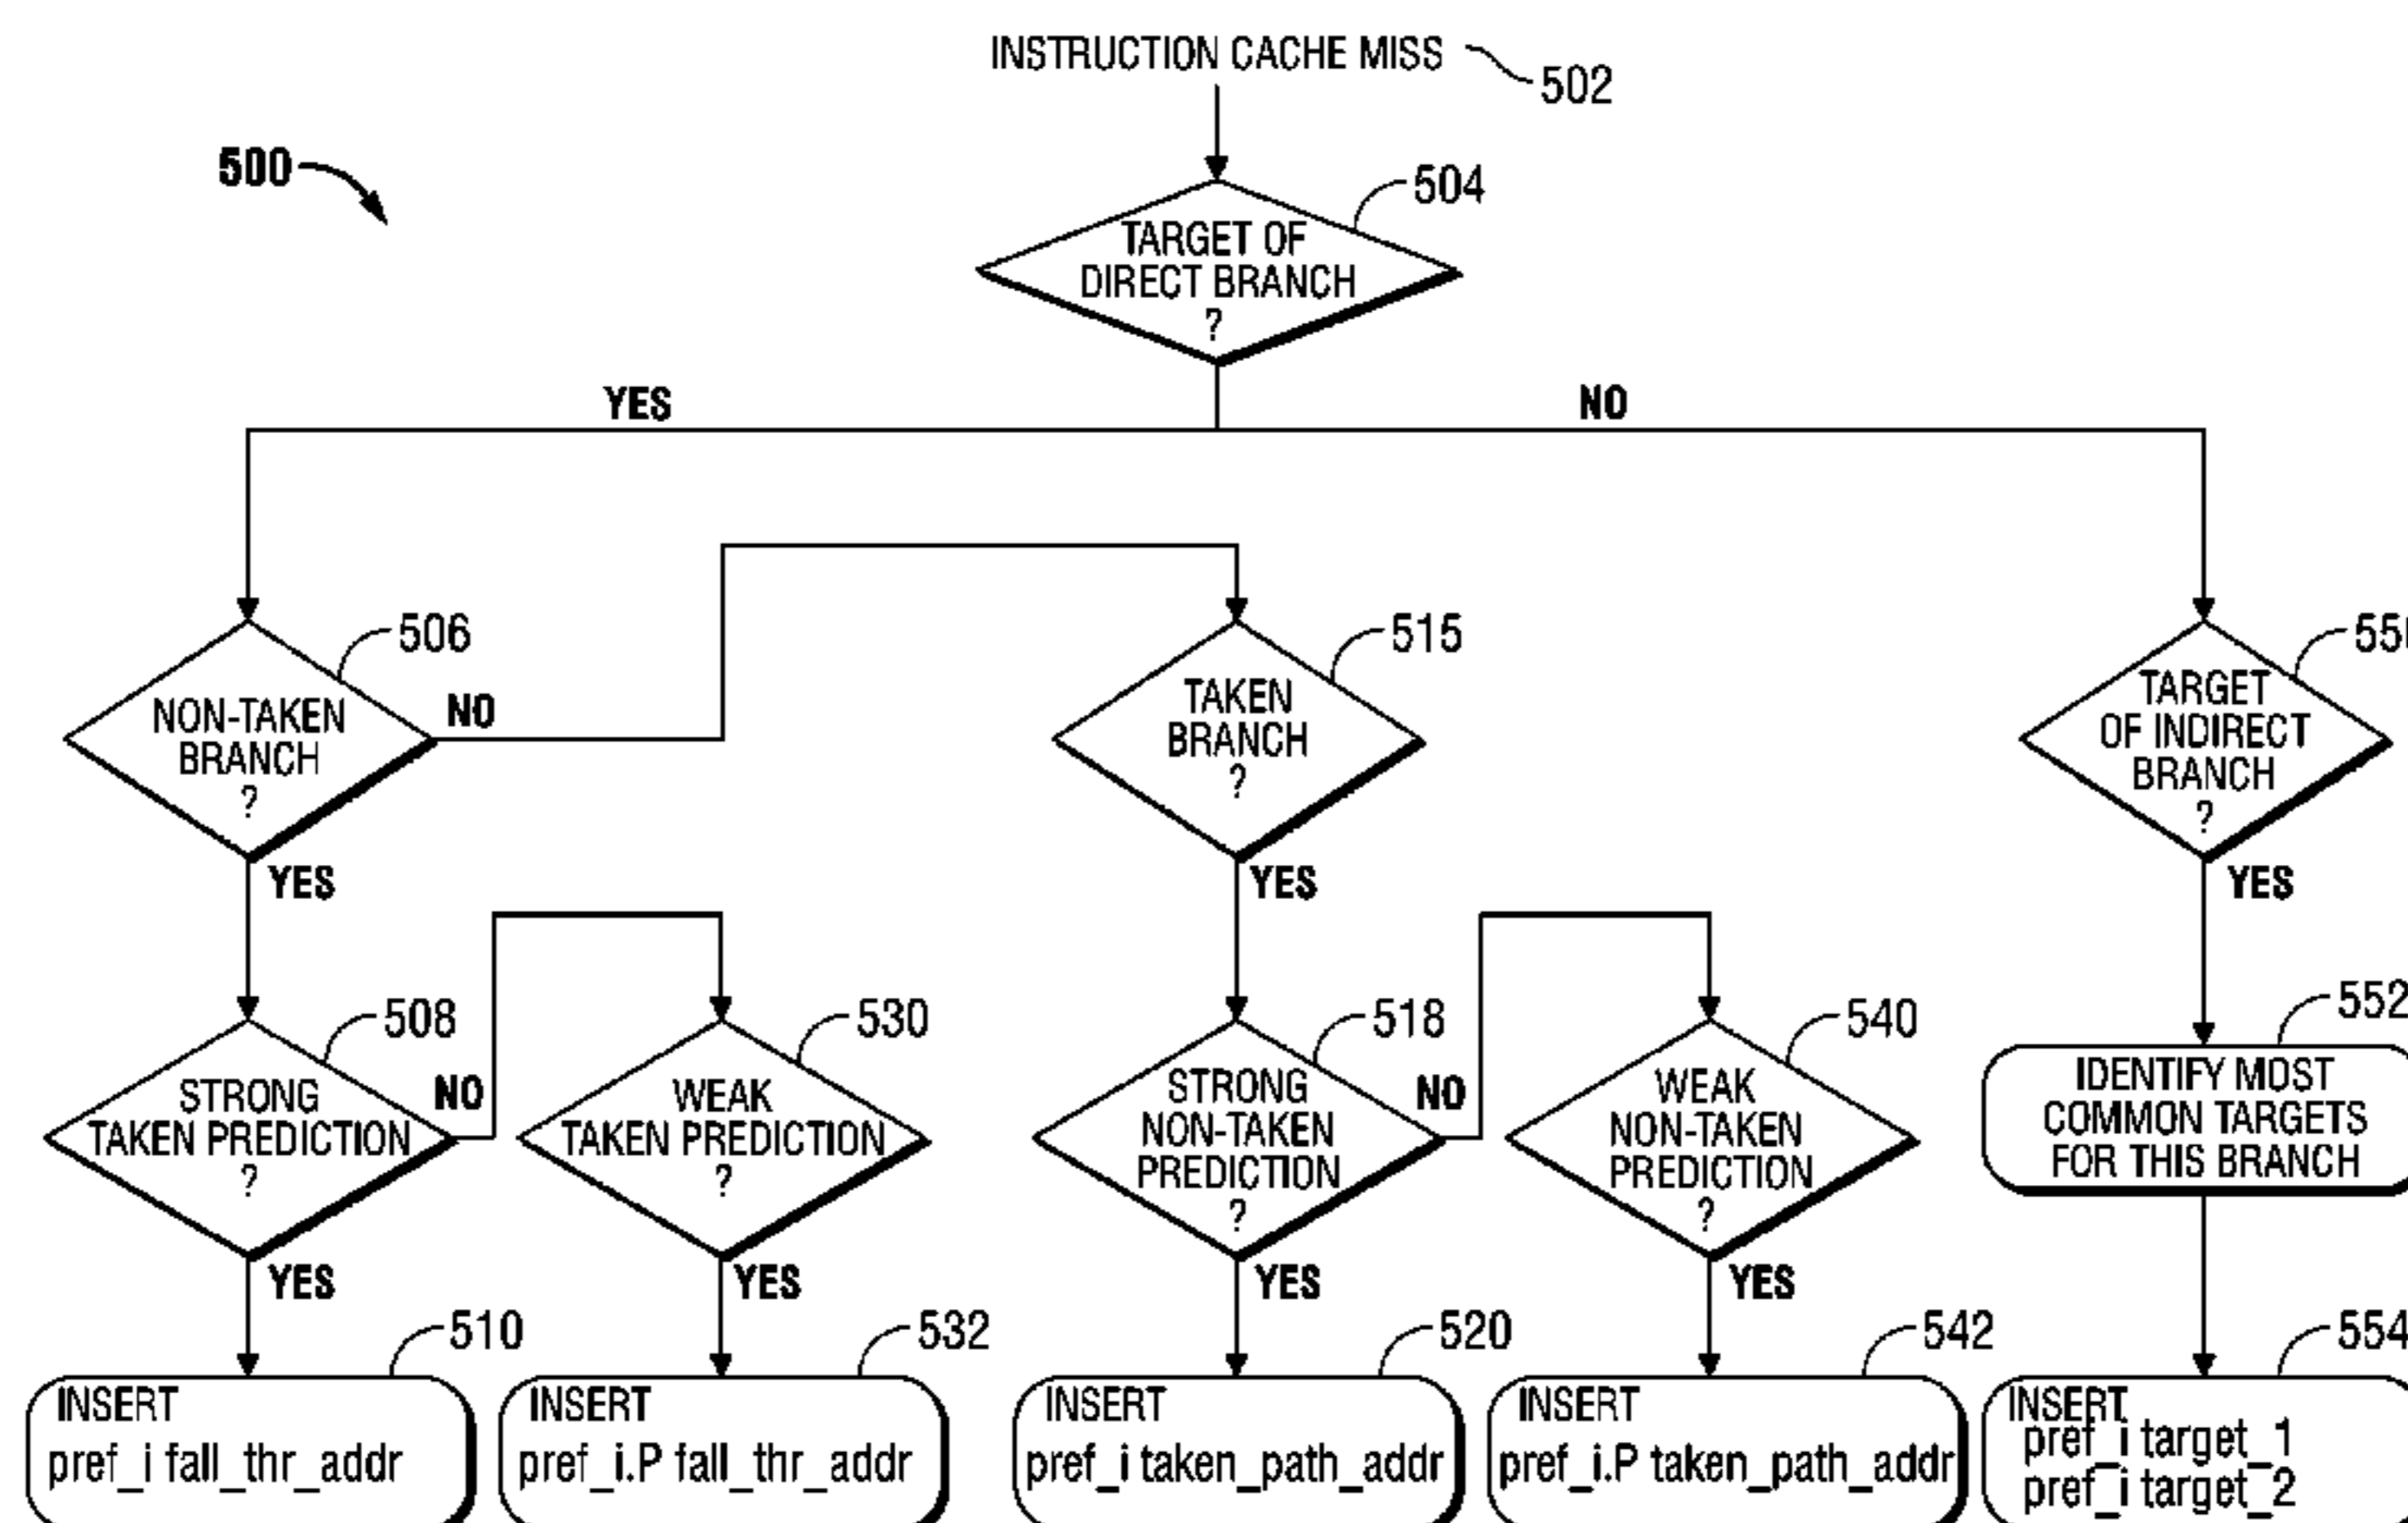 INSTRUCTION CACHE MISS
502
500
504
TARGET OF
DIRECT BRANCH
?
YES
NO
506
NON-TAKEN
BRANCH
?
NO
YES
515
TAKEN
BRANCH
?
YES
TARGET
OF INDIRECT
BRANCH
?
YES
508
STRONG
TAKEN PREDICTION
?
NO
YES
530
WEAK
TAKEN PREDICTION
?
YES
518
STRONG
NON-TAKEN
PREDICTION
?
NO
YES
540
WEAK
NON-TAKEN
PREDICTION
?
YES
552
IDENTIFY MOST
COMMON TARGETS
FOR THIS BRANCH
510
INSERT
pref_i fall_thr_addr
532
INSERT
pref_i.P fall_thr_addr
520
INSERT
pref_i taken_path_addr
542
INSERT
pref_i.P taken_path_addr
554
INSERT
pref_i target_1
pref_i target_2